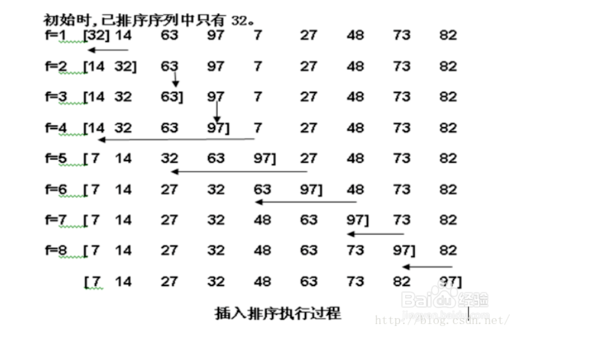 初始时,已排序序列中只有 32。
f=1 [32] 14 63 97 7 27 48 73 82
f=2 [14 32] 63 97 7 27 48 73 82
f=3 [14 32 63] 97 7 27 48 73 82
f=4 [14 32 63 97] 7 27 48 73 82
f=5 [ 7 14 32 63 97] 27 48 73 82
f=6 [ 7 14 27 32 63 97] 48 73 82
f=7 [ 7 14 27 32 48 63 97] 73 82
f=8 [ 7 14 27 32 48 63 73 97] 82
[ 7 14 27 32 48 63 73 82 97]
插入排序执行过程
Baidu 经验
http://blog.csdn.net/